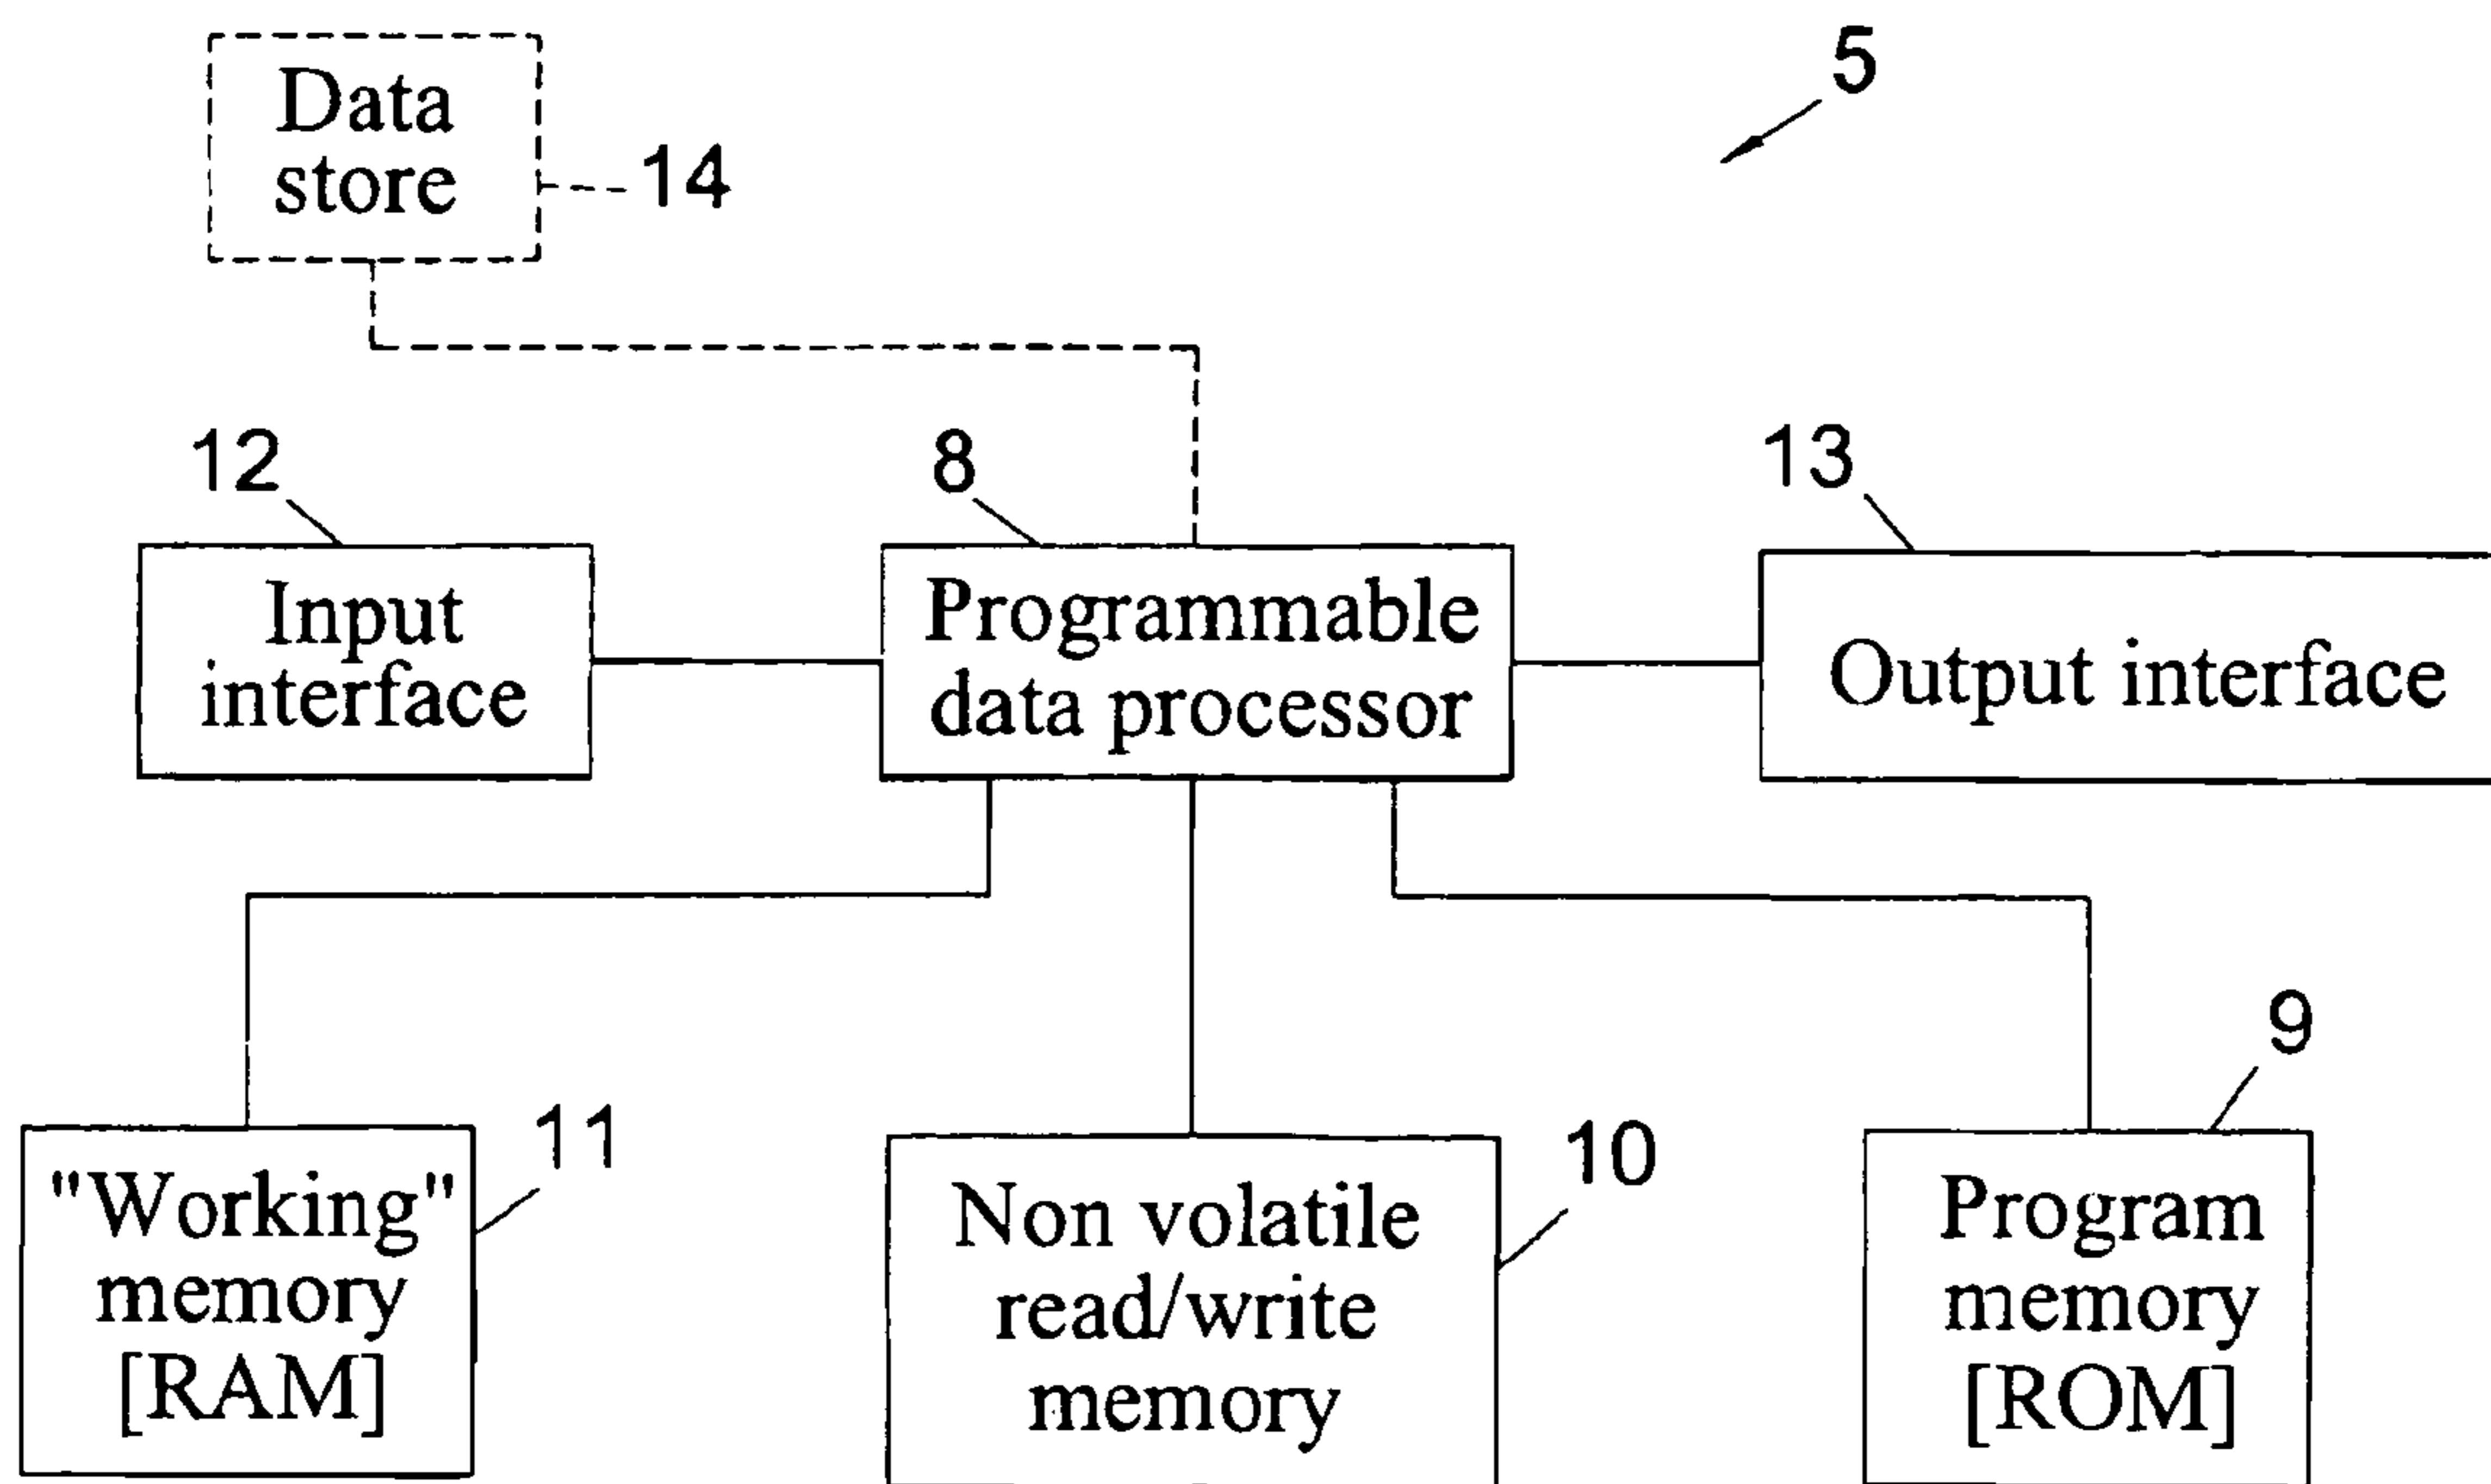 Data
store
14
5
12
8
13
Input
interface
Programmable
data processor
Output interface
9
11
10
"Working"
memory
[RAM]
Non volatile
read/write
memory
Program
memory
[ROM]